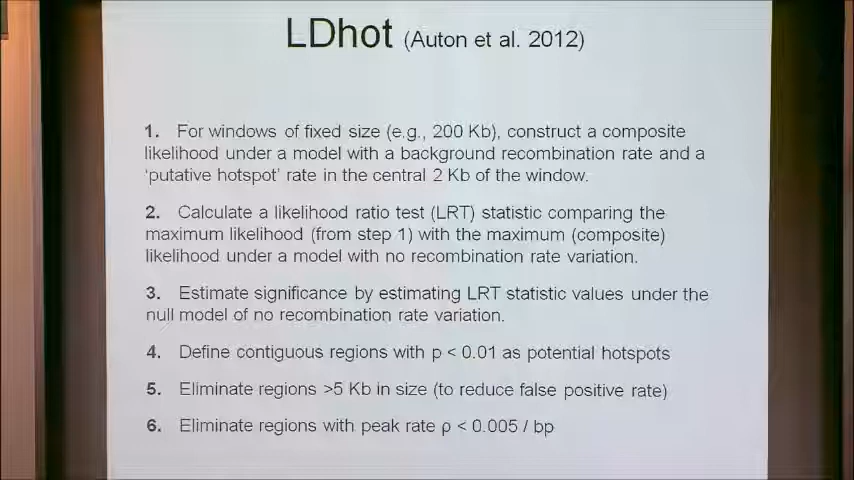 LDhot (Auton et al. 2012)
1. For windows of fixed size (e.g., 200 Kb), construct a composite
likelihood under a model with a background recombination rate and a
'putative hotspot' rate in the central 2 Kb of the window.
2. Calculate a likelihood ratio test (LRT) statistic comparing the
maximum likelihood (from step 1) with the maximum (composite)
likelihood under a model with no recombination rate variation.
3. Estimate significance by estimating LRT statistic values under the
null model of no recombination rate variation.
4. Define contiguous regions with p < 0.01 as potential hotspots
5. Eliminate regions >5 Kb in size (to reduce false positive rate)
6. Eliminate regions with peak rate ρ < 0.005 / bp